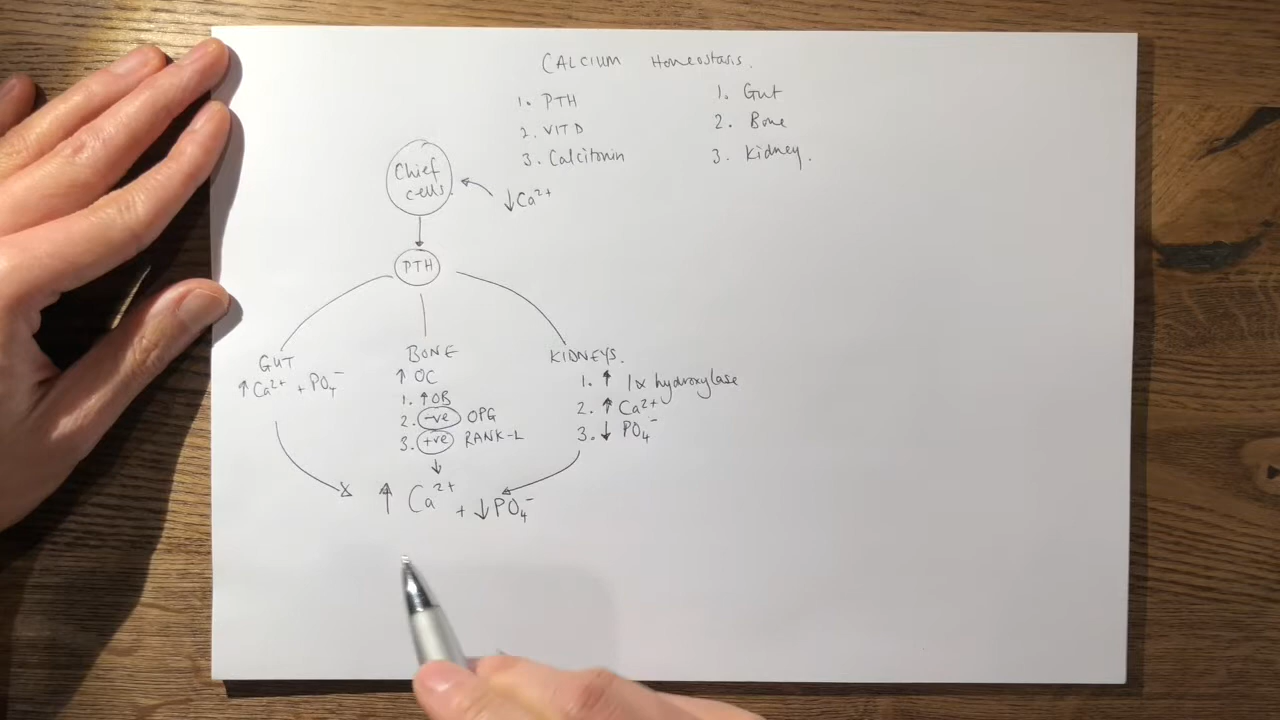 CALCIUM Homeostasis.
1. PTH
2. VIT D
3. Calcitonin
1. Gut
2. Bone
3. Kidney.
Chief
cells
↓Ca²⁺
PTH
GUT
↑Ca²⁺ + PO₄⁻
BONE
↑ OC
1. ↑OB
2. -ve OPG
3. +ve RANK-L
KIDNEYS.
1. ↑ 1α hydroxylase
2. ↑ Ca²⁺
3. ↓ PO₄⁻
↑ Ca²⁺ + ↓PO₄⁻